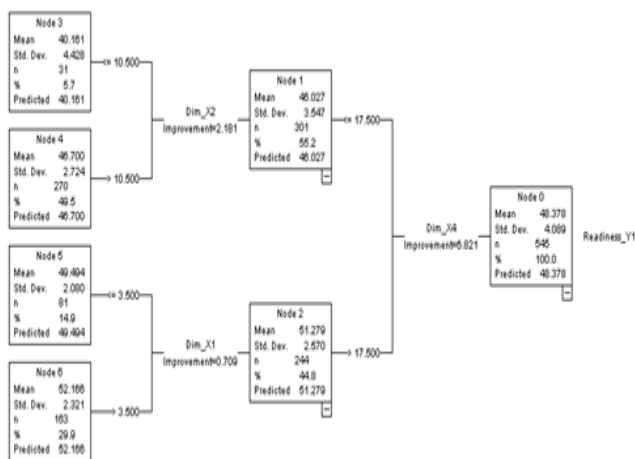 Node 3
Mean 40.161
Std. Dev. 4.428
n 31
% 5.7
Predicted 40.161
<= 10.500
Node 4
Mean 46.700
Std. Dev. 2.724
n 270
% 49.5
Predicted 46.700
> 10.500
Dim_X2
Improvement=2.181
Node 1
Mean 46.027
Std. Dev. 3.547
n 301
% 55.2
Predicted 46.027
<= 17.500
Node 5
Mean 49.494
Std. Dev. 2.080
n 81
% 14.9
Predicted 49.494
<= 3.500
Node 6
Mean 52.166
Std. Dev. 2.321
n 163
% 29.9
Predicted 52.166
> 3.500
Dim_X1
Improvement=0.709
Node 2
Mean 51.279
Std. Dev. 2.570
n 244
% 44.8
Predicted 51.279
> 17.500
Dim_X4
Improvement=6.821
Node 0
Mean 48.378
Std. Dev. 4.089
n 545
% 100.0
Predicted 48.378
Readiness_Y1